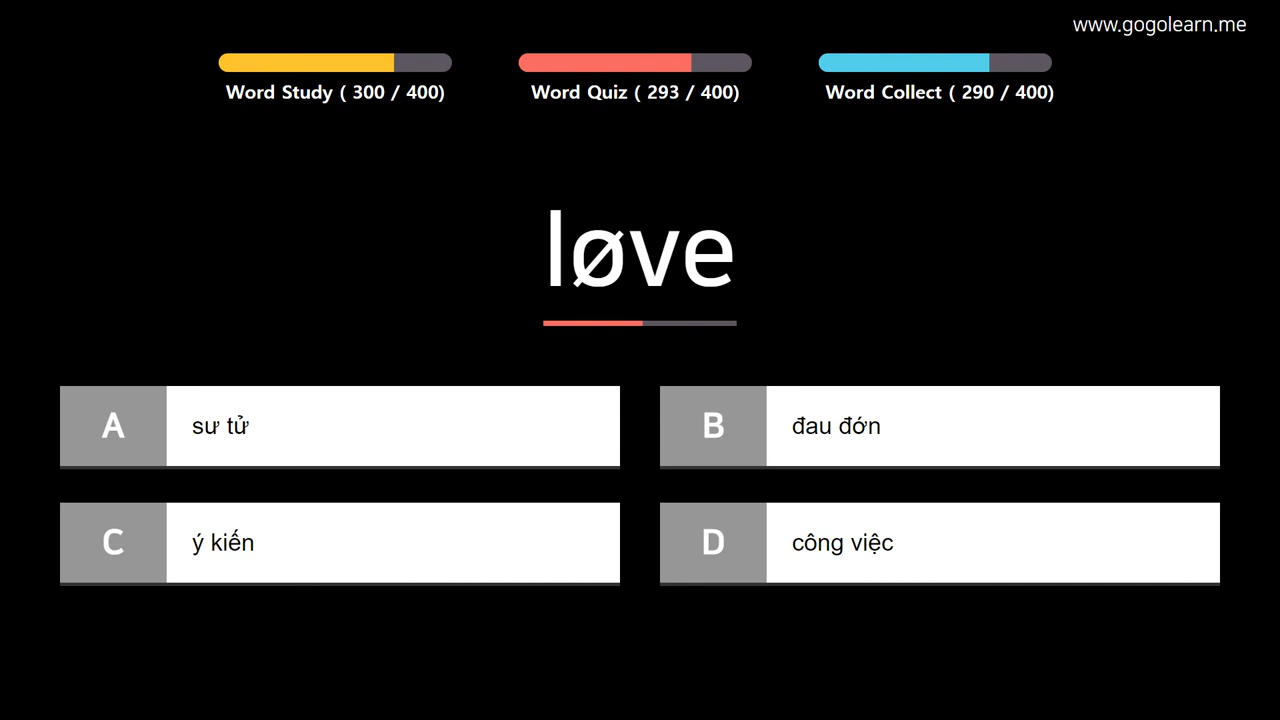 www.gogolearn.me
Word Study ( 300 / 400)
Word Quiz ( 293 / 400)
Word Collect ( 290 / 400)
løve
A
sư tử
B
đau đớn
C
ý kiến
D
công việc